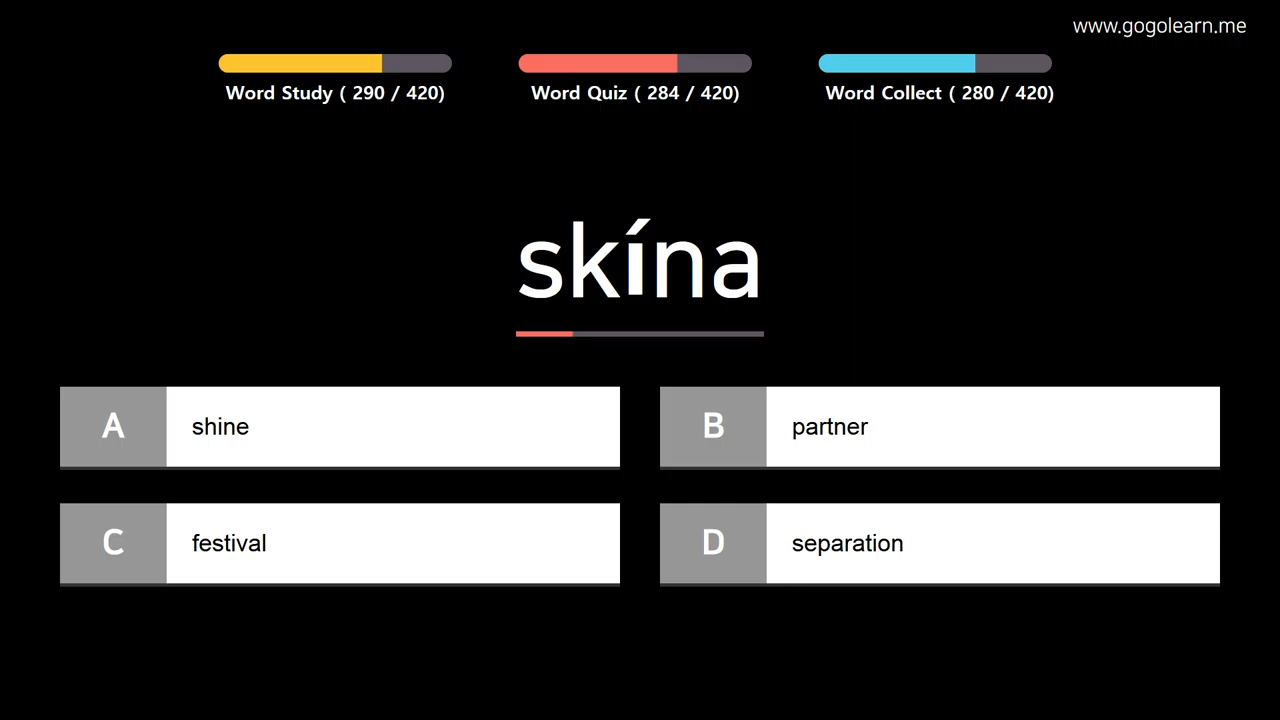 www.gogolearn.me
Word Study ( 290 / 420)
Word Quiz ( 284 / 420)
Word Collect ( 280 / 420)
skína
A shine
B partner
C festival
D separation